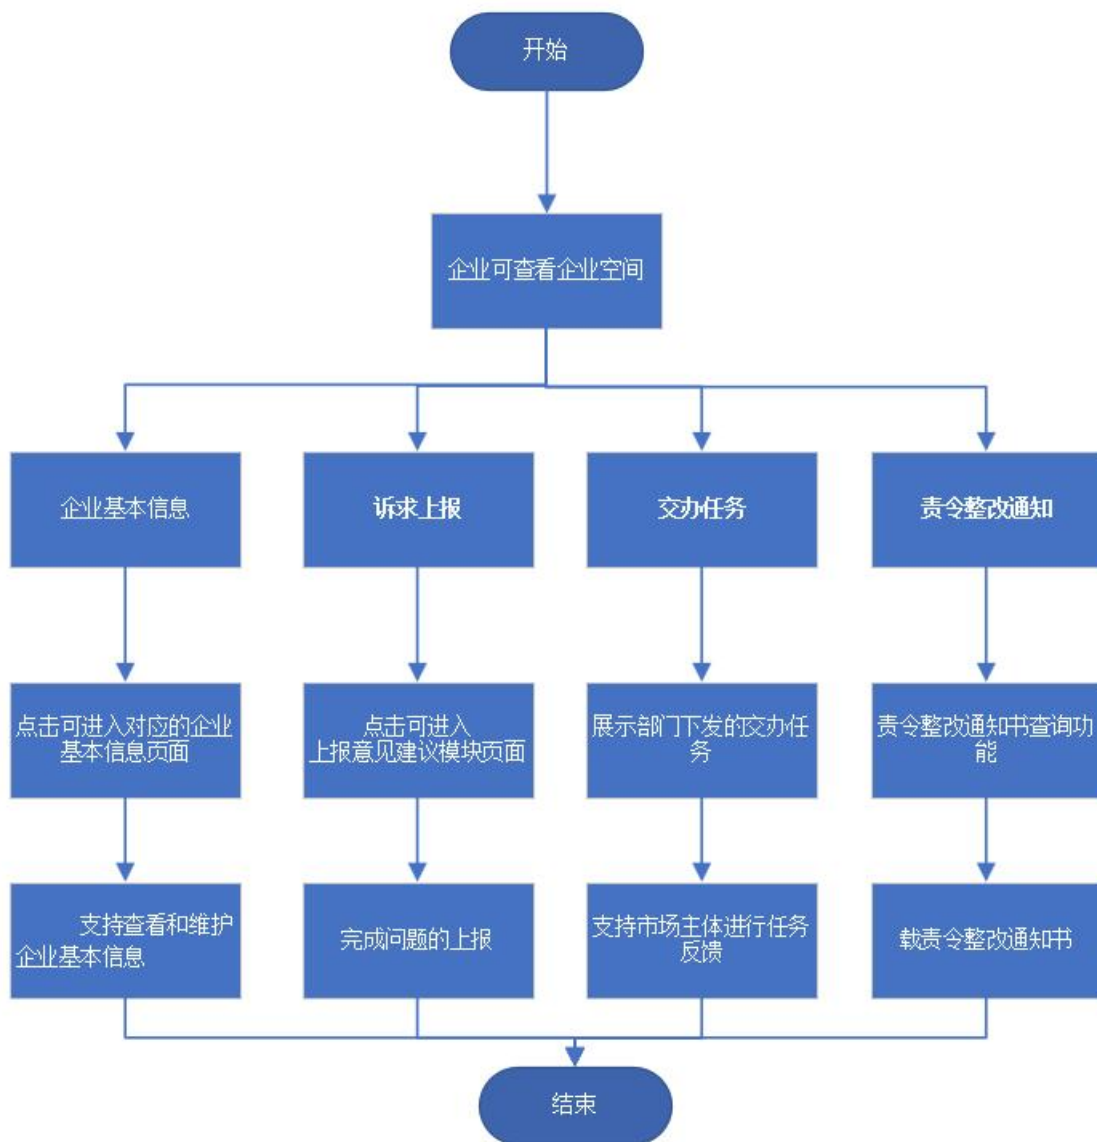 开始
企业可查看企业空间
企业基本信息
诉求上报
交办任务
责令整改通知
点击可进入对应的企业
基本信息页面
点击可进入
上报意见建议模块页面
展示部门下发的交办任
务
责令整改通知书查询功
能
支持查看和维护
企业基本信息
完成问题的上报
支持市场主体进行任务
反馈
载责令整改通知书
结束